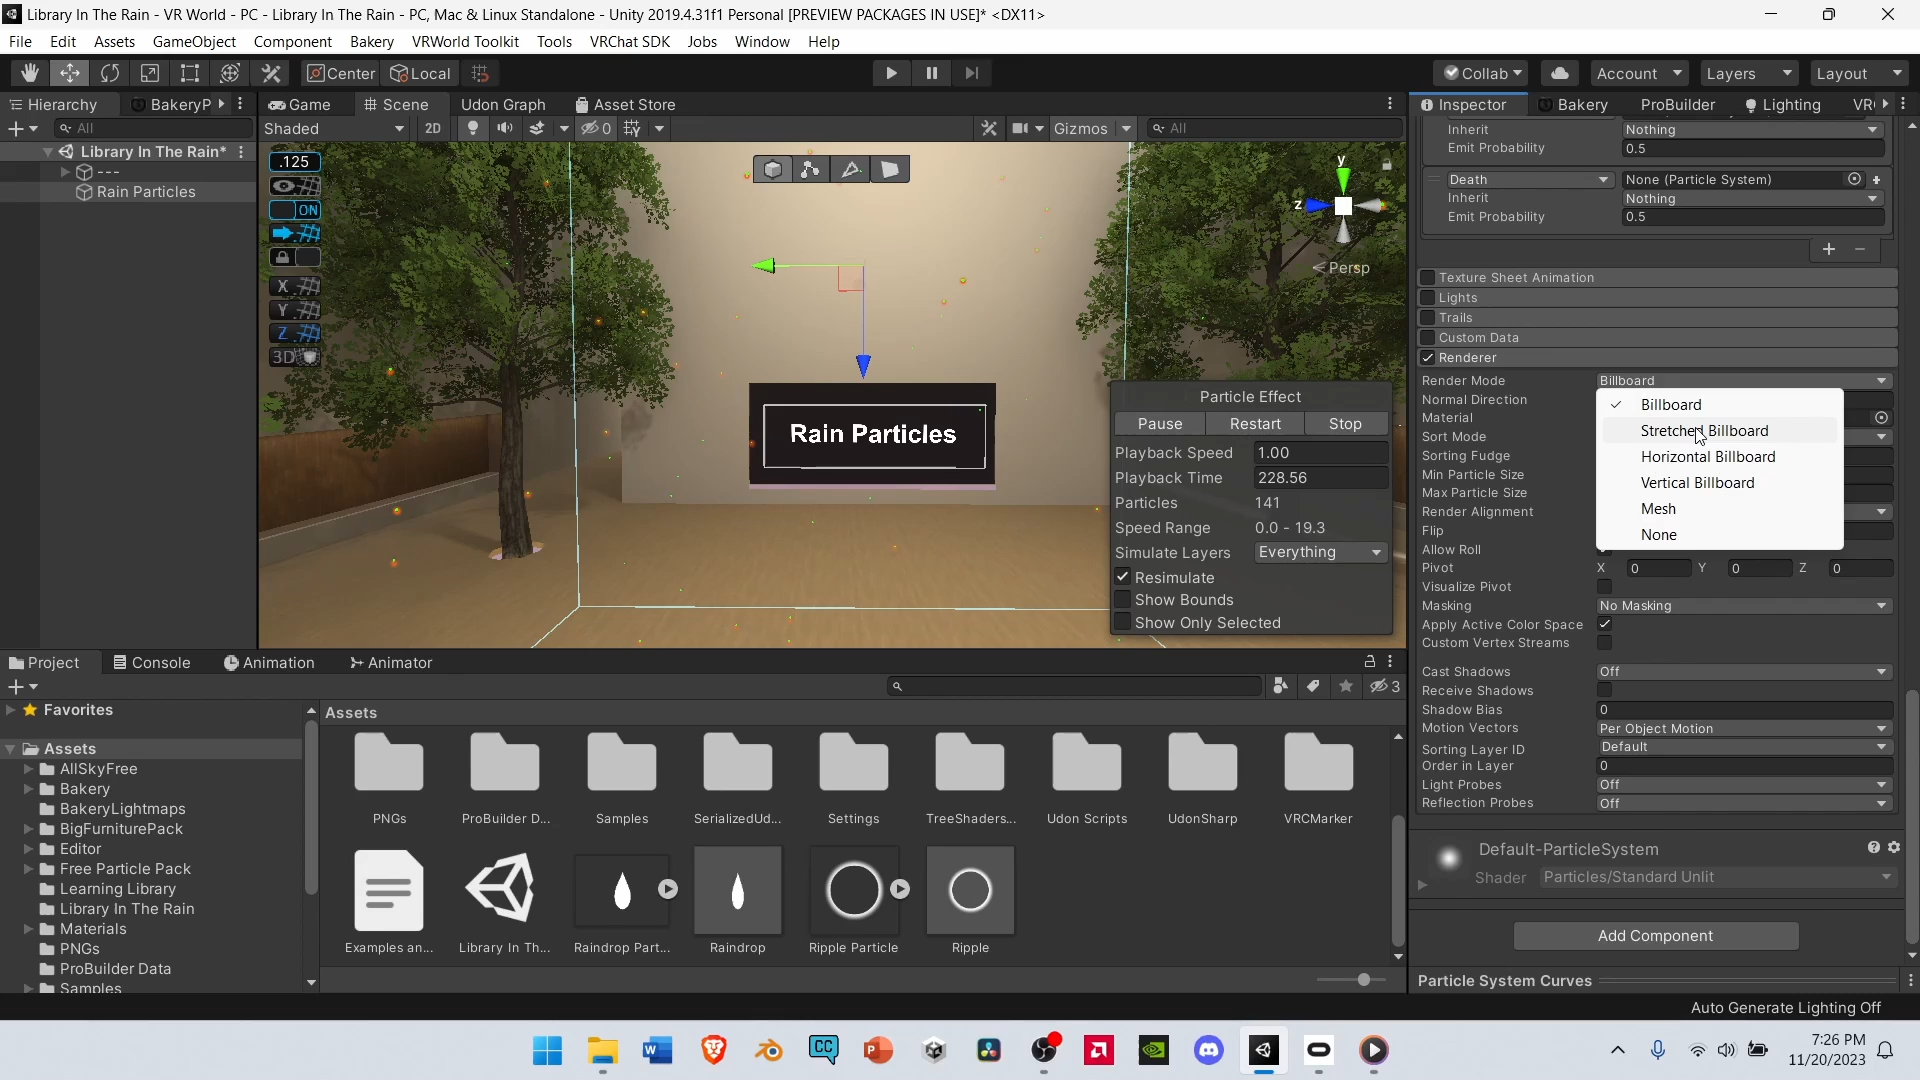 Library In The Rain - VR World - PC - Library In The Rain - PC, Mac & Linux Standalone - Unity 2019.4.31f1 Personal [PREVIEW PACKAGES IN USE]* <DX11>
File Edit Assets GameObject Component Bakery VRWorld Toolkit Tools VRChat SDK Jobs Window Help
Center Local Collab Account Layers Layout
Hierarchy BakeryP Game Scene Udon Graph Asset Store Inspector Bakery ProBuilder Lighting VR
All Shaded 2D 0 Gizmos All
Library In The Rain*
---
Rain Particles
.125
ON
X
Y
Z
3D
y
z
Persp
Rain Particles
Particle Effect
Pause Restart Stop
Playback Speed 1.00
Playback Time 228.56
Particles 141
Speed Range 0.0 - 19.3
Simulate Layers Everything
Resimulate
Show Bounds
Show Only Selected
Inherit Nothing
Emit Probability 0.5
Death None (Particle System)
Inherit Nothing
Emit Probability 0.5
Texture Sheet Animation
Lights
Trails
Custom Data
Renderer
Render Mode Billboard
Normal Direction
Material
Sort Mode
Sorting Fudge
Min Particle Size
Max Particle Size
Render Alignment
Flip
Allow Roll
Billboard
Stretched Billboard
Horizontal Billboard
Vertical Billboard
Mesh
None
Pivot X 0 Y 0 Z 0
Visualize Pivot
Masking No Masking
Apply Active Color Space
Custom Vertex Streams
Cast Shadows Off
Receive Shadows
Shadow Bias 0
Motion Vectors Per Object Motion
Sorting Layer ID Default
Order in Layer 0
Light Probes Off
Reflection Probes Off
Default-ParticleSystem
Shader Particles/Standard Unlit
Add Component
Particle System Curves
Auto Generate Lighting Off
Project Console Animation Animator
3
Favorites
Assets
AllSkyFree
Bakery
BakeryLightmaps
BigFurniturePack
Editor
Free Particle Pack
Learning Library
Library In The Rain
Materials
PNGs
ProBuilder Data
Samples
Assets
PNGs ProBuilder D... Samples SerializedUd... Settings TreeShaders... Udon Scripts UdonSharp VRCMarker
Examples an... Library In Th... Raindrop Part... Raindrop Ripple Particle Ripple
CC
7:26 PM
11/20/2023